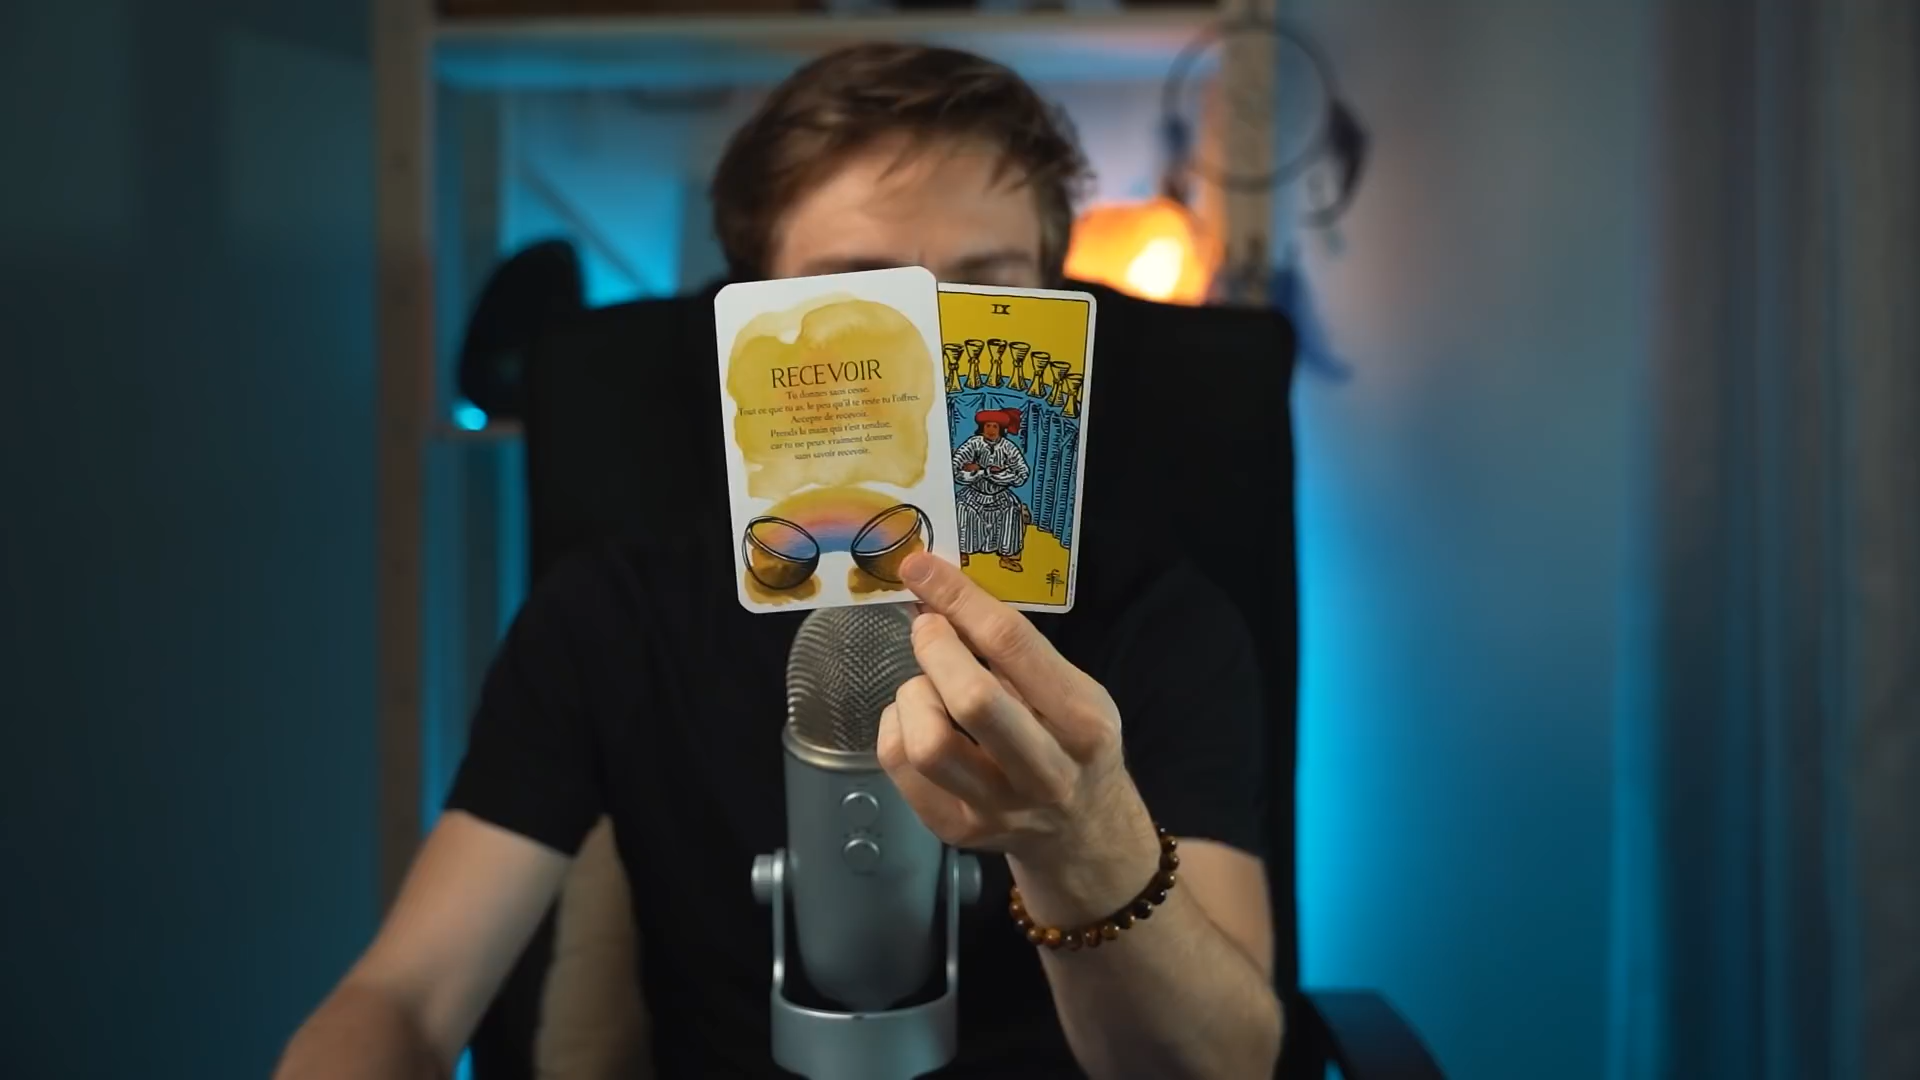 RECEVOIR
Tu donnes sans cesse.
Tout ce que tu as, le peu qu'il te reste tu l'offres.
Accepte de recevoir.
Prends la main qui t'est tendue,
car tu ne peux vraiment donner
sans savoir recevoir.
IX